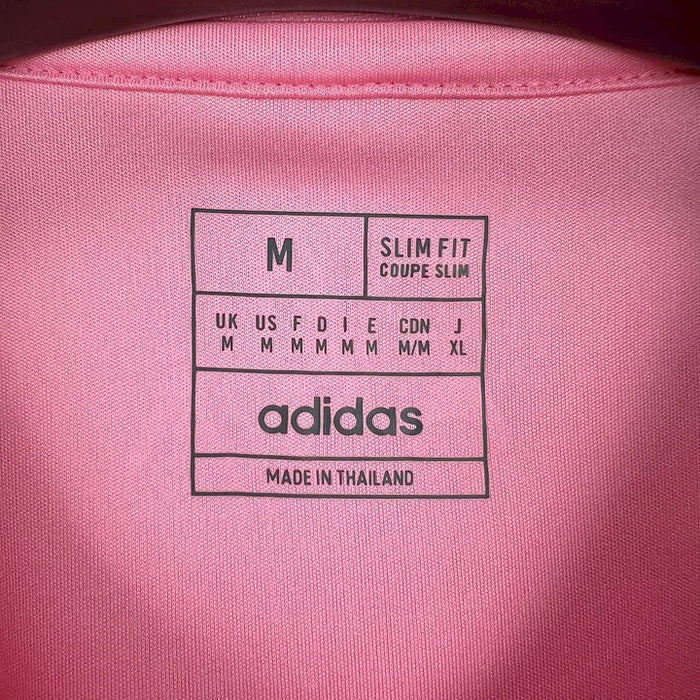 M
SLIM FIT
COUPE SLIM
UK US F D I E CDN J
M M M M M M M/M XL
adidas
MADE IN THAILAND